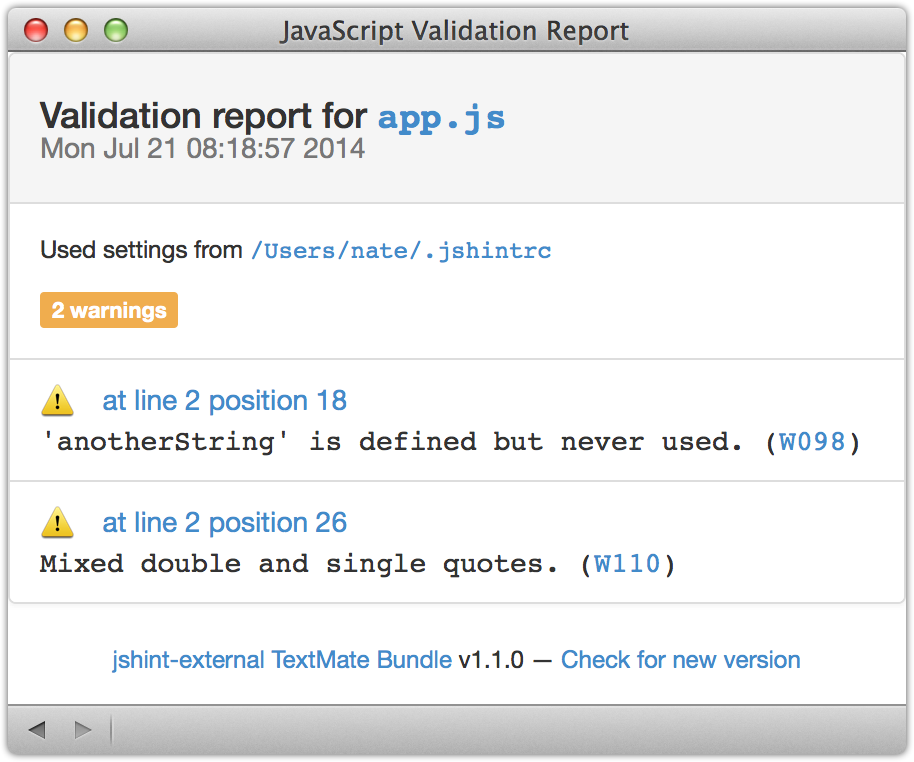 JavaScript Validation Report
Validation report for app.js
Mon Jul 21 08:18:57 2014
Used settings from /Users/nate/.jshintrc
2 warnings
at line 2 position 18
'anotherString' is defined but never used. (W098)
at line 2 position 26
Mixed double and single quotes. (W110)
jshint-external TextMate Bundle v1.1.0 — Check for new version